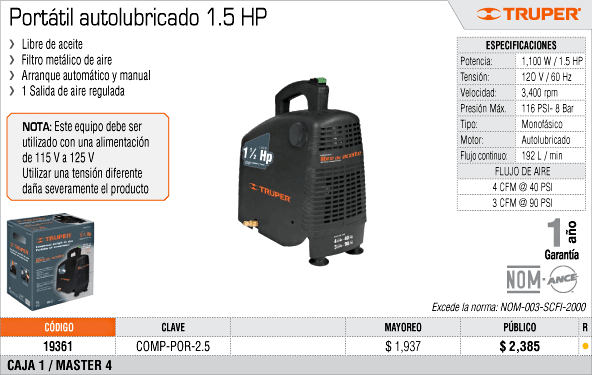 Portátil autolubricado 1.5 HP
TRUPER®
Libre de aceite
Filtro metálico de aire
Arranque automático y manual
1 Salida de aire regulada
NOTA: Este equipo debe ser
utilizado con una alimentación
de 115 V a 125 V
Utilizar una tensión diferente
daña severamente el producto
1 ½ Hp
TRUPER
TRUPER
ESPECIFICACIONES
Potencia: 1,100 W / 1.5 HP
Tensión: 120 V / 60 Hz
Velocidad: 3,400 rpm
Presión Máx. 116 PSI- 8 Bar
Tipo: Monofásico
Motor: Autolubricado
Flujo continuo: 192 L / min
FLUJO DE AIRE
4 CFM @ 40 PSI
3 CFM @ 90 PSI
1 año
Garantía
NOM-ANCE®
Excede la norma: NOM-003-SCFI-2000
CÓDIGO CLAVE MAYOREO PÚBLICO R
19361 COMP-POR-2.5 $ 1,937 $ 2,385
CAJA 1 / MASTER 4